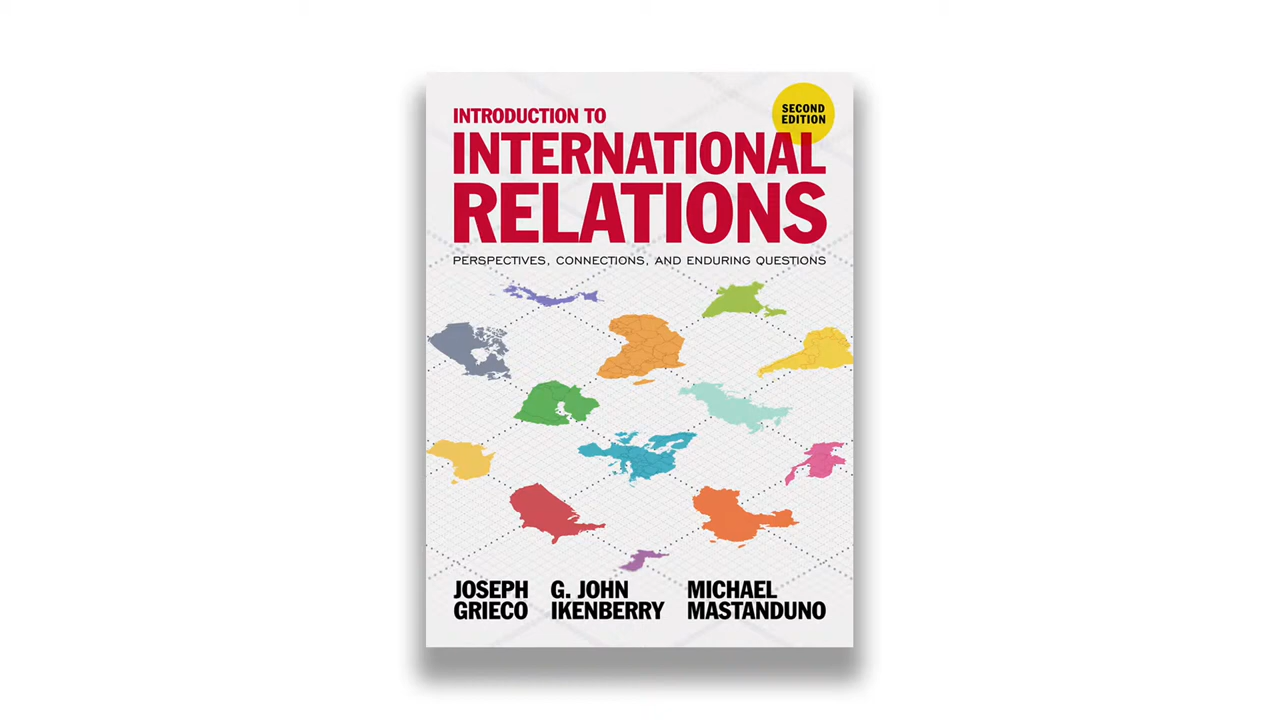 SECOND
EDITION
INTRODUCTION TO
INTERNATIONAL
RELATIONS
PERSPECTIVES, CONNECTIONS, AND ENDURING QUESTIONS
JOSEPH
GRIECO
G. JOHN
IKENBERRY
MICHAEL
MASTANDUNO